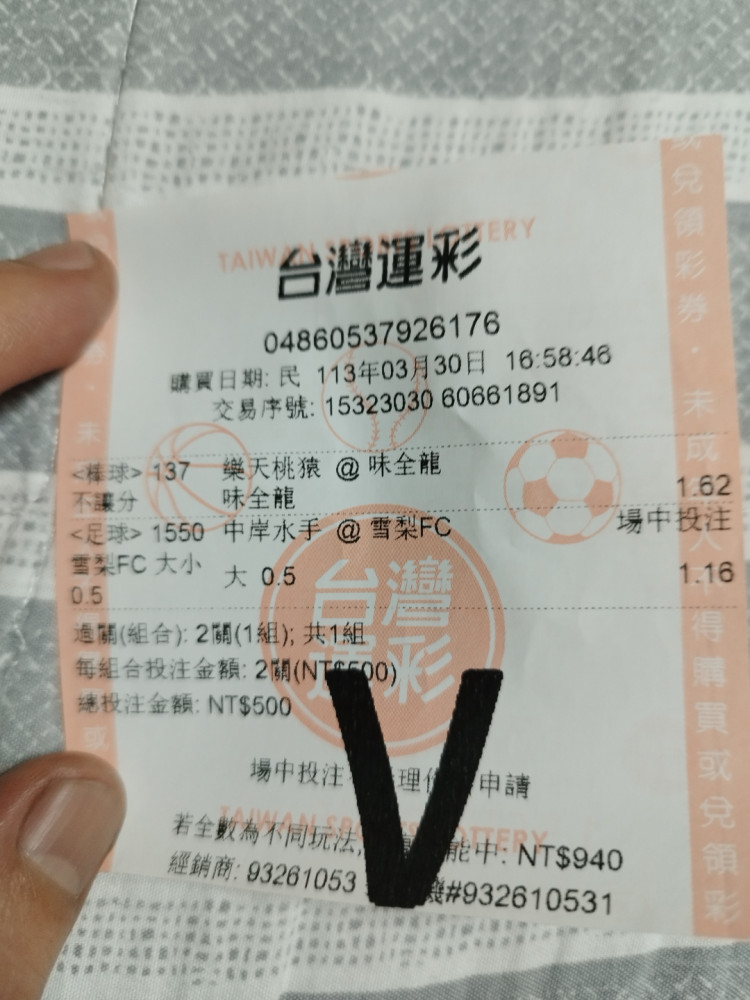 TAIWAN SPORTS LOTTERY
台灣運彩
04860537926176
購買日期: 民 113年03月30日 16:58:46
交易序號: 15323030 60661891
<棒球> 137 樂天桃猿 @ 味全龍
不讓分 味全龍 1.62
<足球> 1550 中岸水手 @ 雪梨FC 場中投注
雪梨FC 大小 大 0.5 1.16
0.5
台灣
運彩
過關(組合): 2關(1組); 共1組
每組合投注金額: 2關(NT$500)
總投注金額: NT$500
V
場中投注 理 申請
TAIWAN SPORTS LOTTERY
若全數為不同玩法, 能中: NT$940
經銷商: 93261053 機#932610531
或兌領彩券·未成 人不得購買或兌領彩